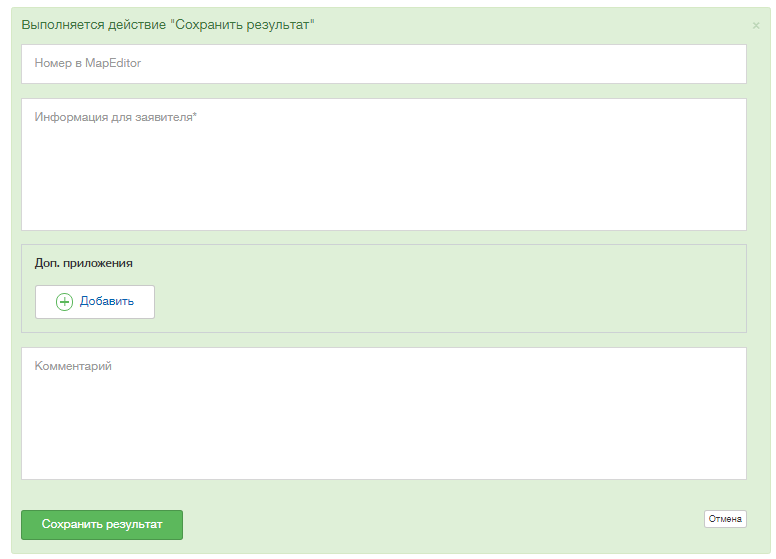 Выполняется действие "Сохранить результат"
×
Номер в MapEditor
Информация для заявителя*
Доп. приложения
Добавить
Комментарий
Сохранить результат
Отмена